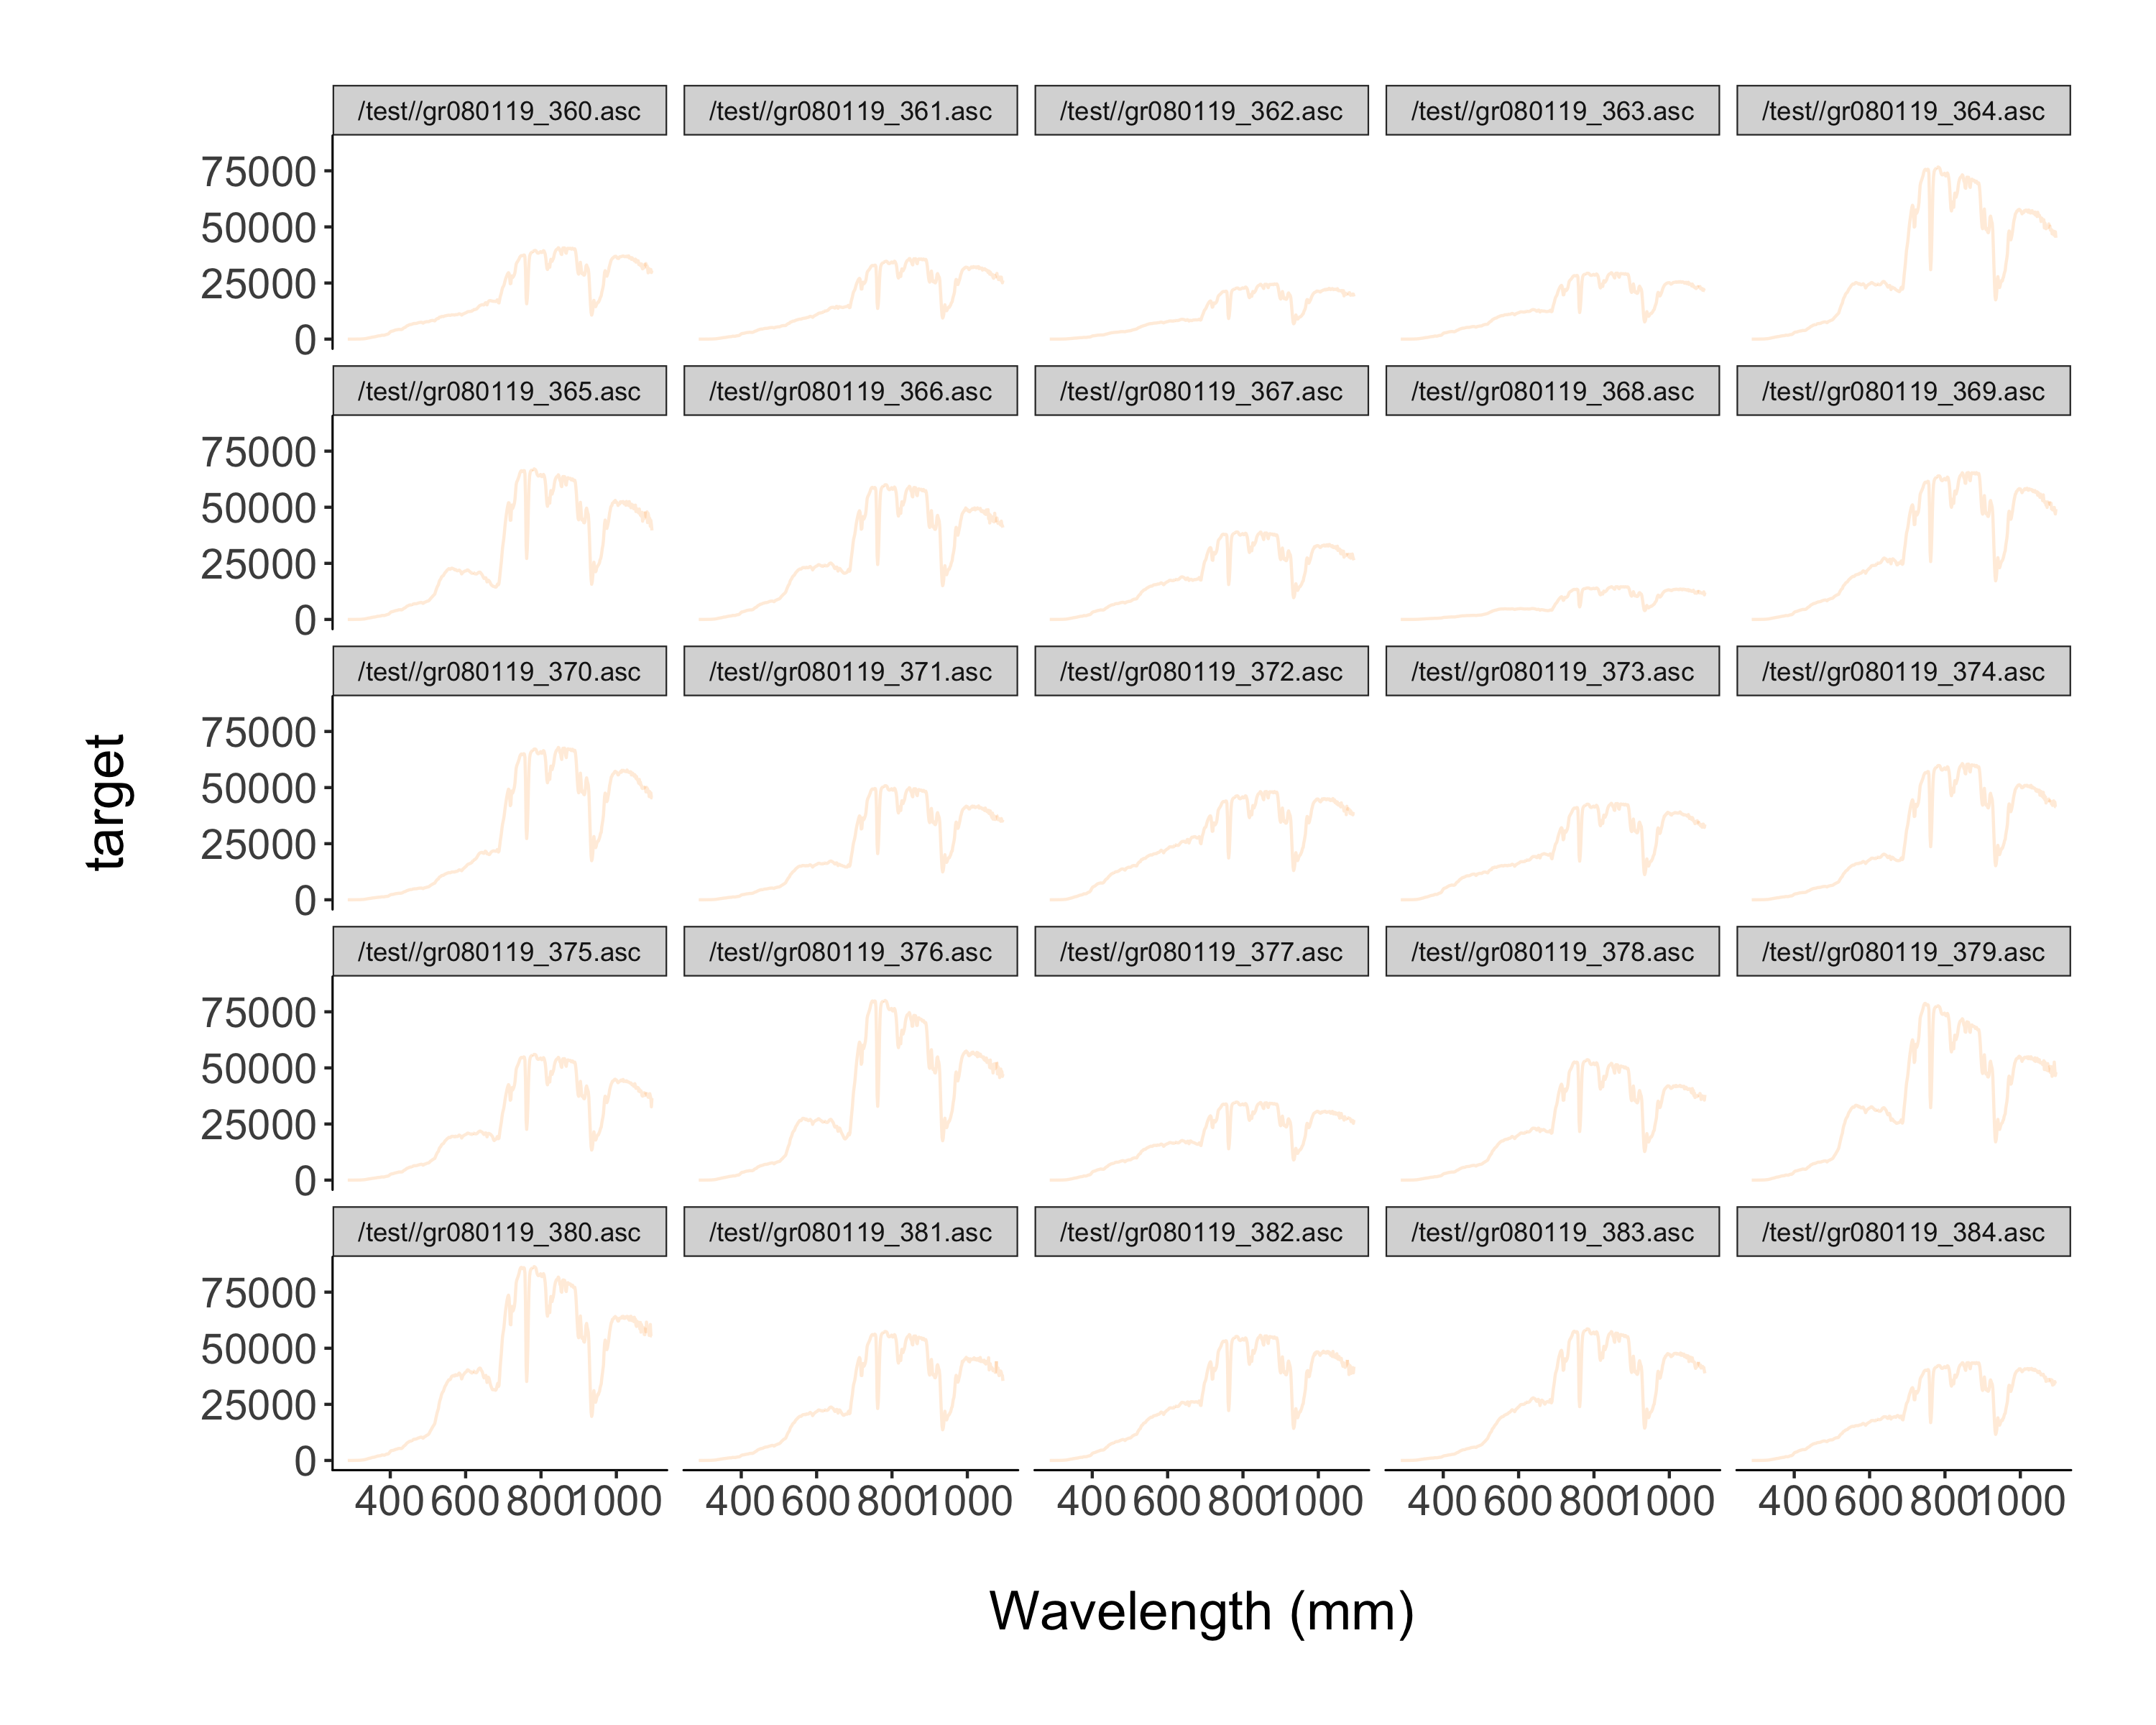 /test//gr080119_360.asc /test//gr080119_361.asc /test//gr080119_362.asc /test//gr080119_363.asc /test//gr080119_364.asc
75000
50000
25000
0
/test//gr080119_365.asc /test//gr080119_366.asc /test//gr080119_367.asc /test//gr080119_368.asc /test//gr080119_369.asc
75000
50000
25000
0
/test//gr080119_370.asc /test//gr080119_371.asc /test//gr080119_372.asc /test//gr080119_373.asc /test//gr080119_374.asc
75000
50000
25000
0
target
/test//gr080119_375.asc /test//gr080119_376.asc /test//gr080119_377.asc /test//gr080119_378.asc /test//gr080119_379.asc
75000
50000
25000
0
/test//gr080119_380.asc /test//gr080119_381.asc /test//gr080119_382.asc /test//gr080119_383.asc /test//gr080119_384.asc
75000
50000
25000
0
400 600 800 1000 400 600 800 1000 400 600 800 1000 400 600 800 1000 400 600 800 1000
Wavelength (mm)